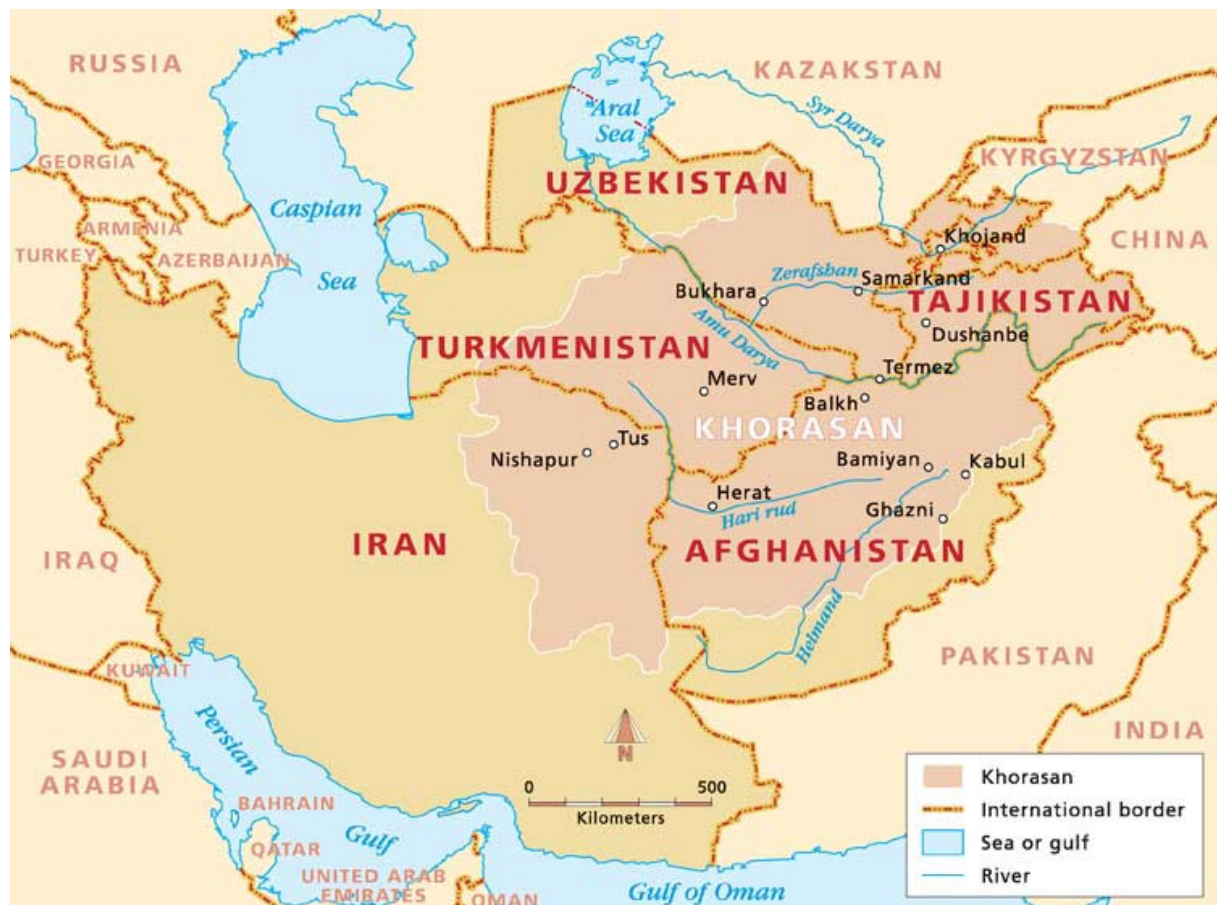 RUSSIA
KAZAKSTAN
Aral
Sea
Syr Darya
GEORGIA
KYRGYZSTAN
UZBEKISTAN
Caspian
Sea
ARMENIA
TURKEY
AZERBAIJAN
Khojand
CHINA
Zerafshan
Samarkand
Bukhara
TAJIKISTAN
Amu Darya
Dushanbe
TURKMENISTAN
Termez
Merv
Balkh
KHORASAN
Tus
Nishapur
Bamiyan
Kabul
Herat
Hari rud
Ghazni
IRAN
AFGHANISTAN
IRAQ
Helmand
PAKISTAN
KUWAIT
Persian
Gulf
INDIA
SAUDI
ARABIA
N
0 500
Kilometers
BAHRAIN
QATAR
UNITED ARAB
EMIRATES
OMAN
Gulf of Oman
Khorasan
International border
Sea or gulf
River